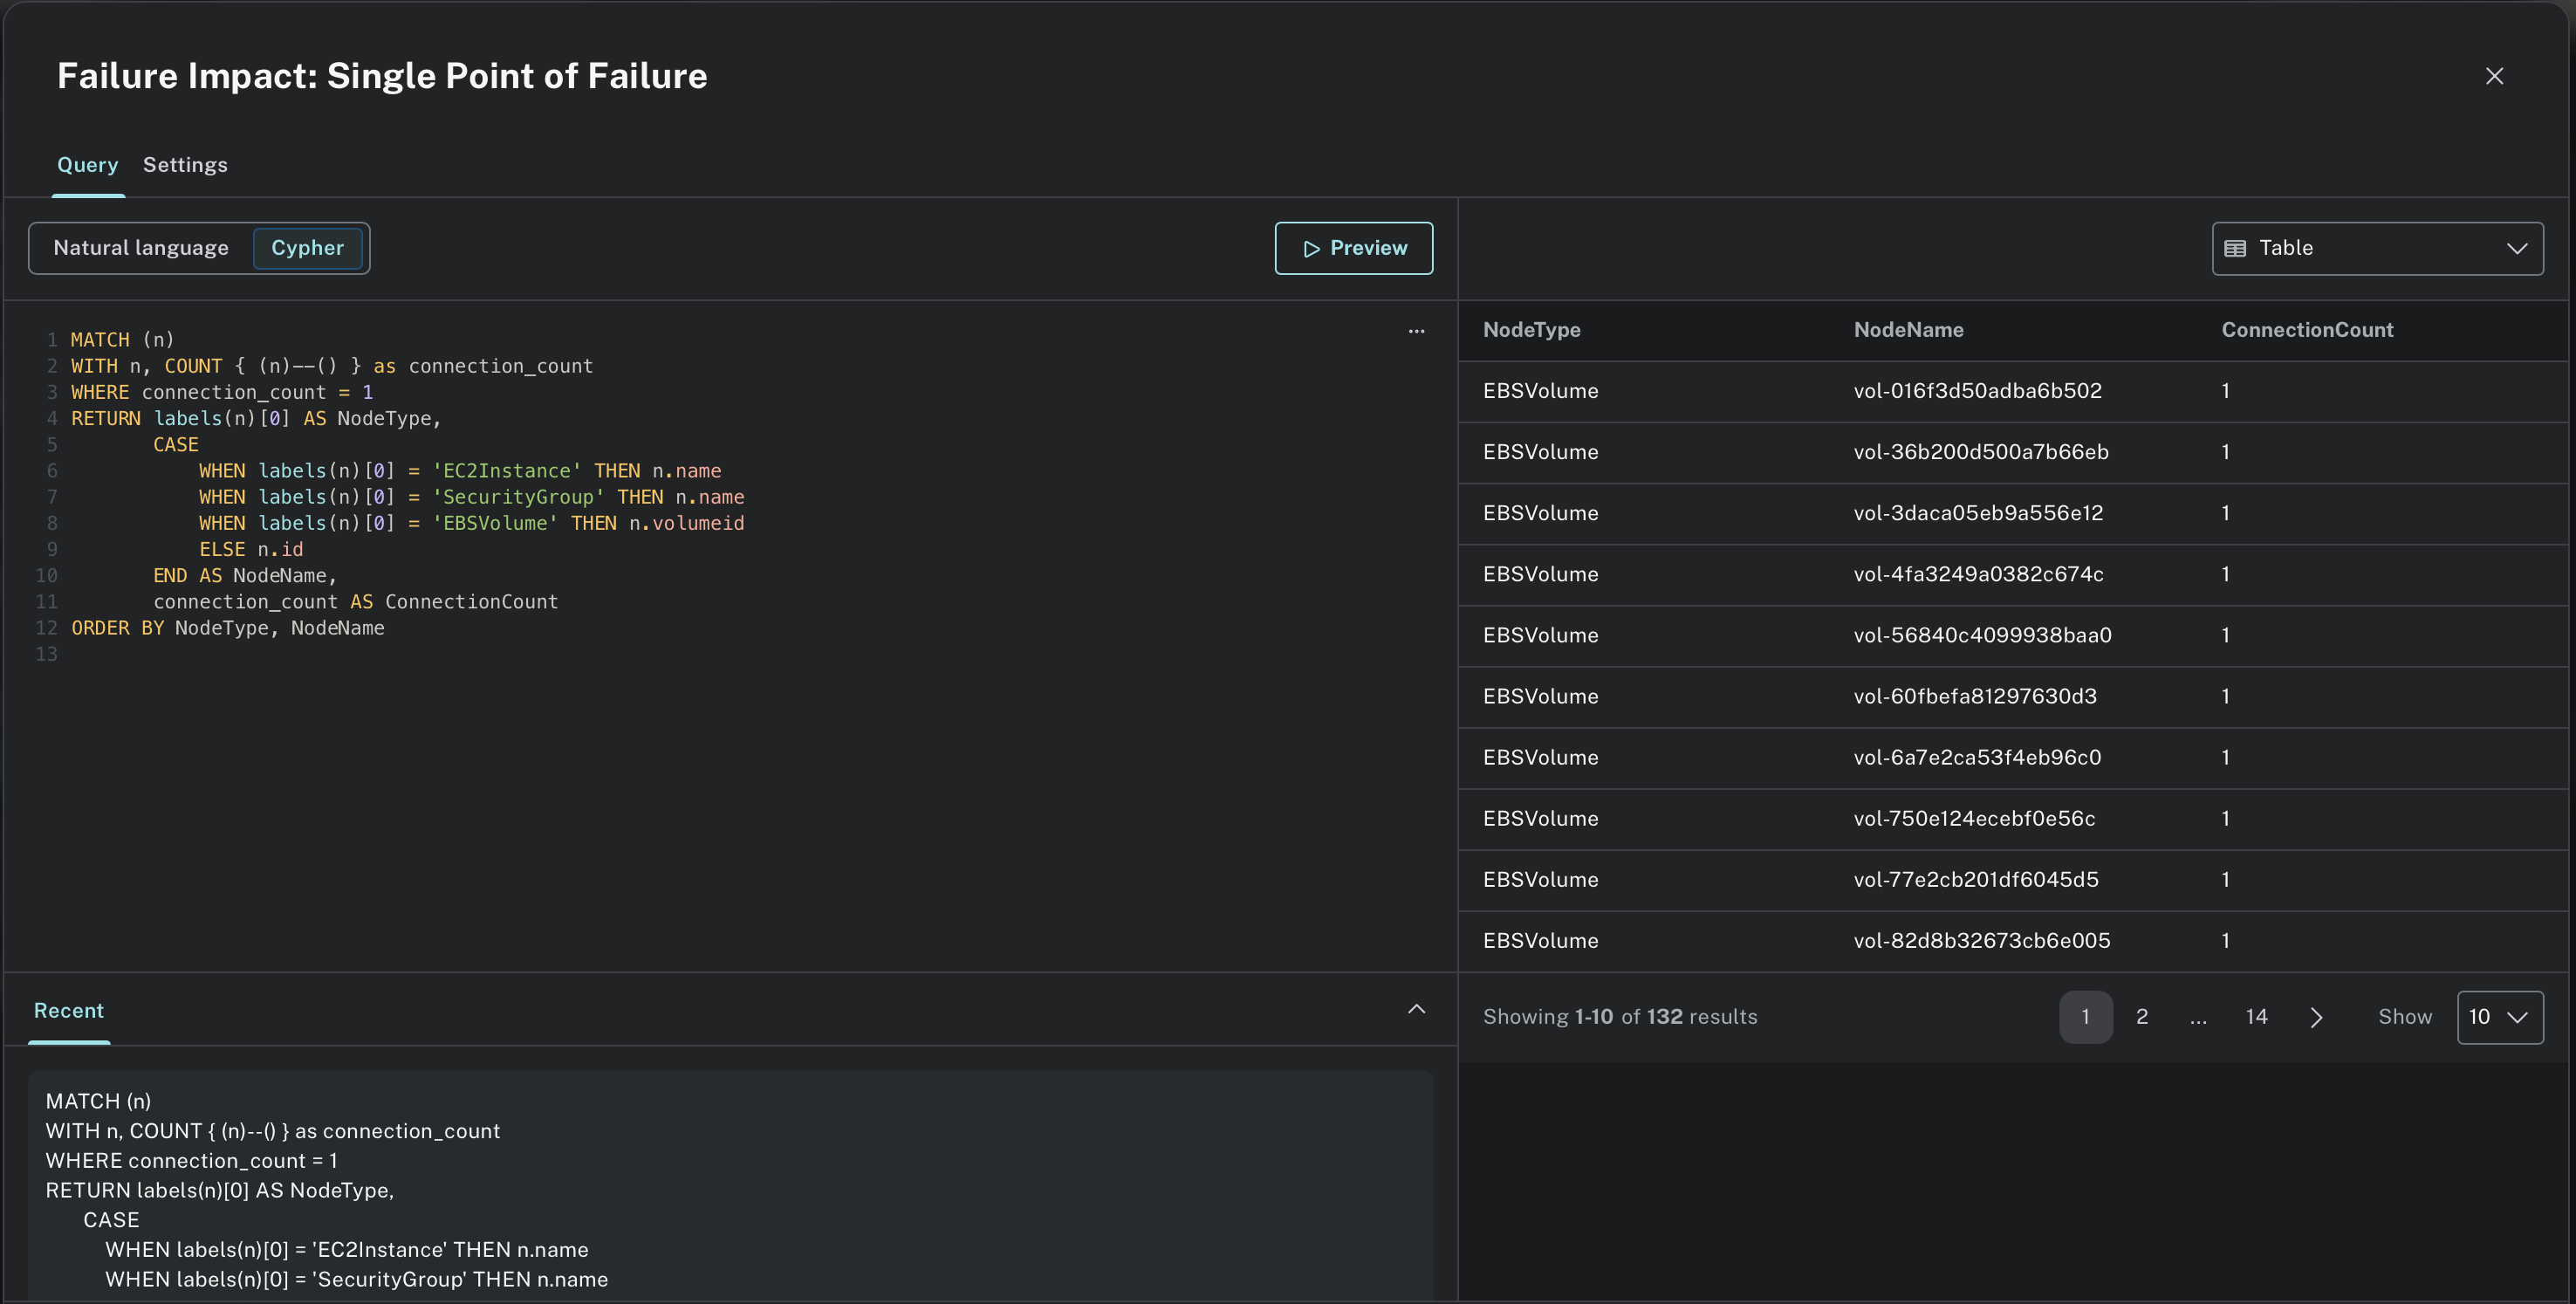 Failure Impact: Single Point of Failure
Query Settings
Natural language Cypher
Preview
1 MATCH (n)
2 WITH n, COUNT { (n)--() } as connection_count
3 WHERE connection_count = 1
4 RETURN labels(n)[0] AS NodeType,
5 CASE
6 WHEN labels(n)[0] = 'EC2Instance' THEN n.name
7 WHEN labels(n)[0] = 'SecurityGroup' THEN n.name
8 WHEN labels(n)[0] = 'EBSVolume' THEN n.volumeid
9 ELSE n.id
10 END AS NodeName,
11 connection_count AS ConnectionCount
12 ORDER BY NodeType, NodeName
13
Recent
MATCH (n)
WITH n, COUNT { (n)--() } as connection_count
WHERE connection_count = 1
RETURN labels(n)[0] AS NodeType,
CASE
WHEN labels(n)[0] = 'EC2Instance' THEN n.name
WHEN labels(n)[0] = 'SecurityGroup' THEN n.name
Table
NodeType NodeName ConnectionCount
EBSVolume vol-016f3d50adba6b502 1
EBSVolume vol-36b200d500a7b66eb 1
EBSVolume vol-3daca05eb9a556e12 1
EBSVolume vol-4fa3249a0382c674c 1
EBSVolume vol-56840c4099938baa0 1
EBSVolume vol-60fbefa81297630d3 1
EBSVolume vol-6a7e2ca53f4eb96c0 1
EBSVolume vol-750e124ecebf0e56c 1
EBSVolume vol-77e2cb201df6045d5 1
EBSVolume vol-82d8b32673cb6e005 1
Showing 1-10 of 132 results 1 2 ... 14 Show 10